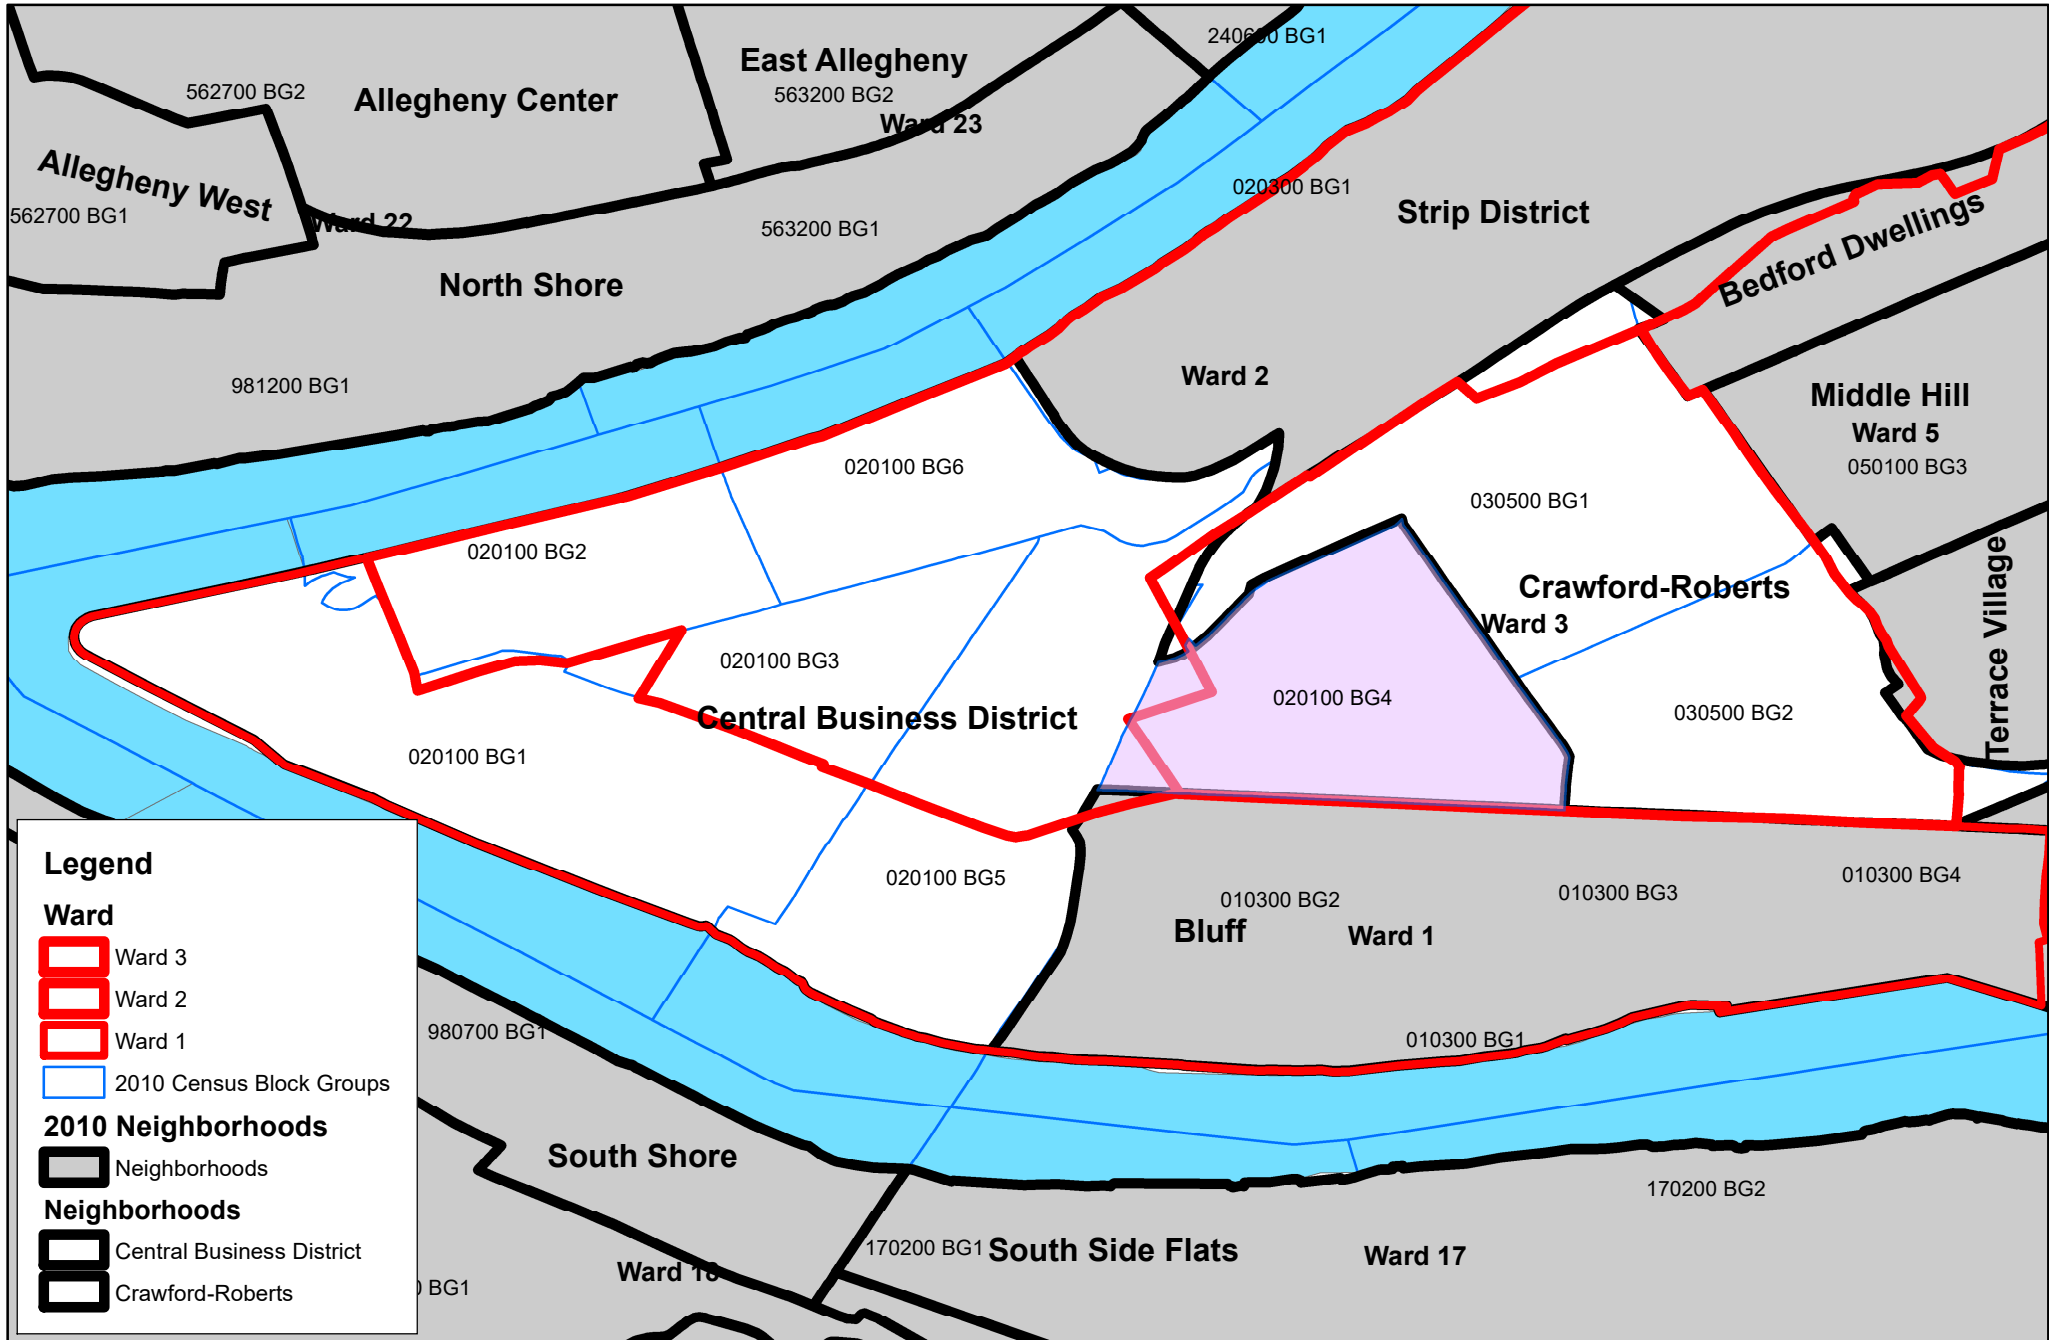 240600 BG1
East Allegheny
563200 BG2
562700 BG2
Allegheny Center
Ward 23
Allegheny West
562700 BG1
Ward 22
563200 BG1
North Shore
981200 BG1
020300 BG1
Strip District
Bedford Dwellings
Ward 2
Middle Hill
Ward 5
050100 BG3
020100 BG6
030500 BG1
020100 BG2
Crawford-Roberts
Ward 3
Terrace Village
020100 BG3
020100 BG4
Central Business District
030500 BG2
020100 BG1
020100 BG5
010300 BG2
010300 BG3
010300 BG4
Bluff
Ward 1
010300 BG1
980700 BG1
South Shore
170200 BG2
170200 BG1
South Side Flats
Ward 17
Ward 18
BG1
Legend
Ward
Ward 3
Ward 2
Ward 1
2010 Census Block Groups
2010 Neighborhoods
Neighborhoods
Neighborhoods
Central Business District
Crawford-Roberts